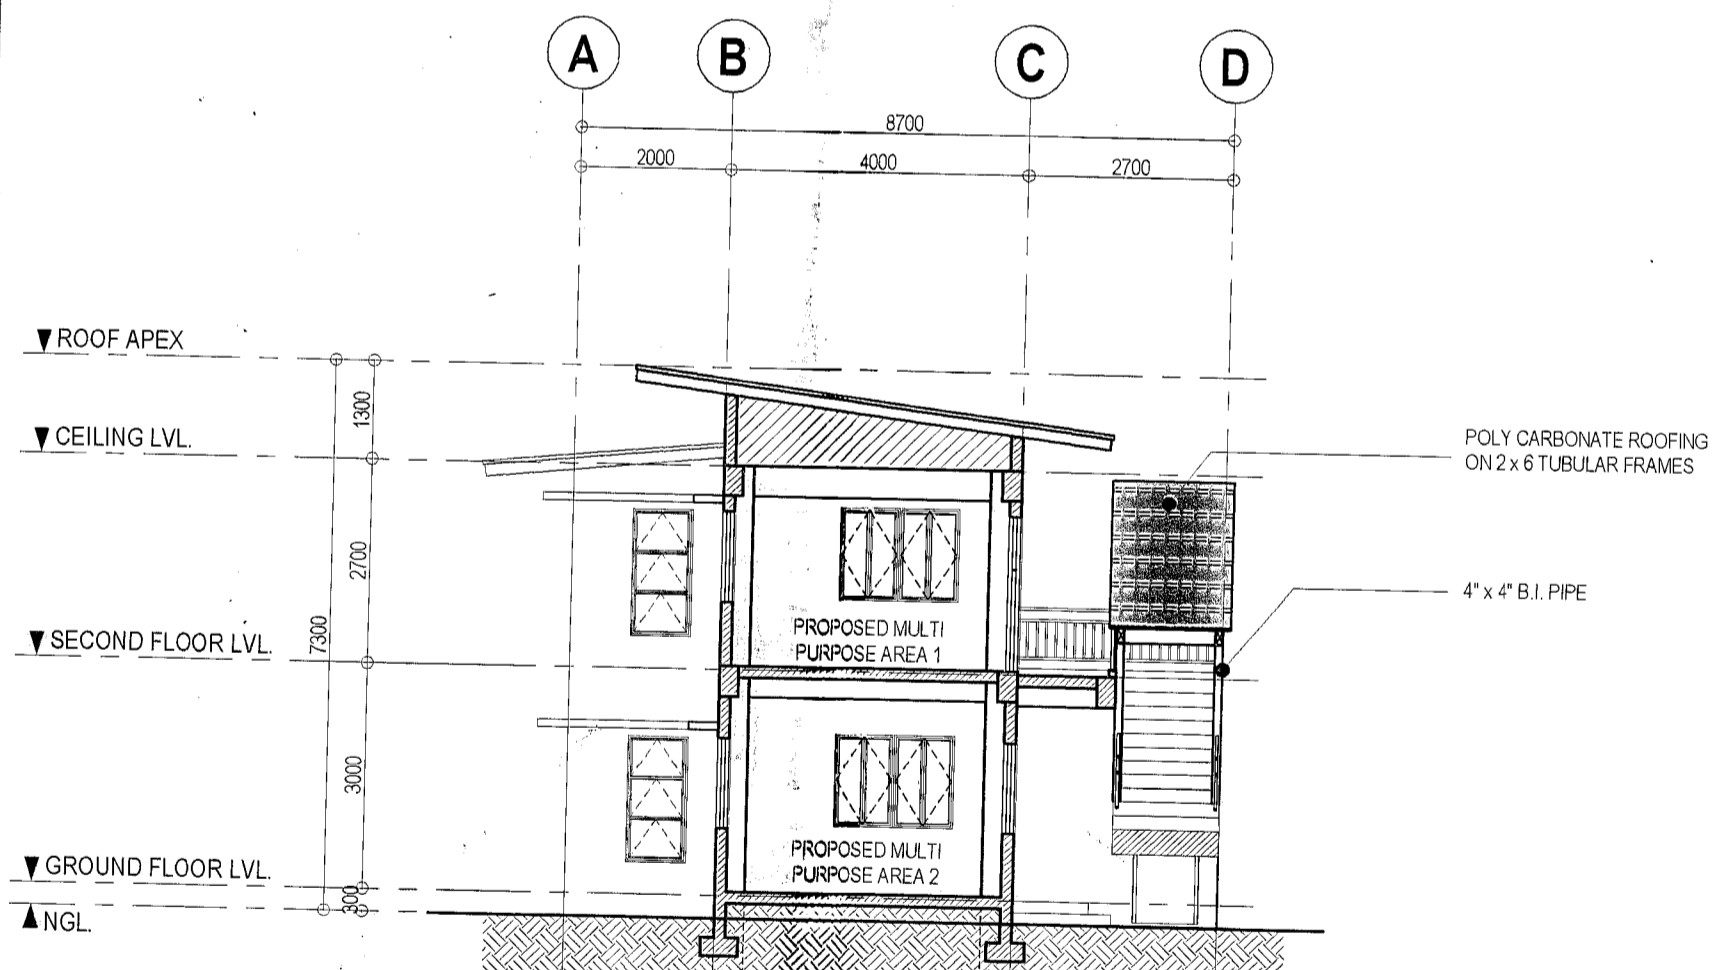 A B C D
8700
2000 4000 2700
ROOF APEX
1300
CEILING LVL.
POLY CARBONATE ROOFING
ON 2 x 6 TUBULAR FRAMES
2700
4" x 4" B.I. PIPE
PROPOSED MULTI
PURPOSE AREA 1
SECOND FLOOR LVL.
7300
3000
PROPOSED MULTI
PURPOSE AREA 2
GROUND FLOOR LVL.
300
NGL.